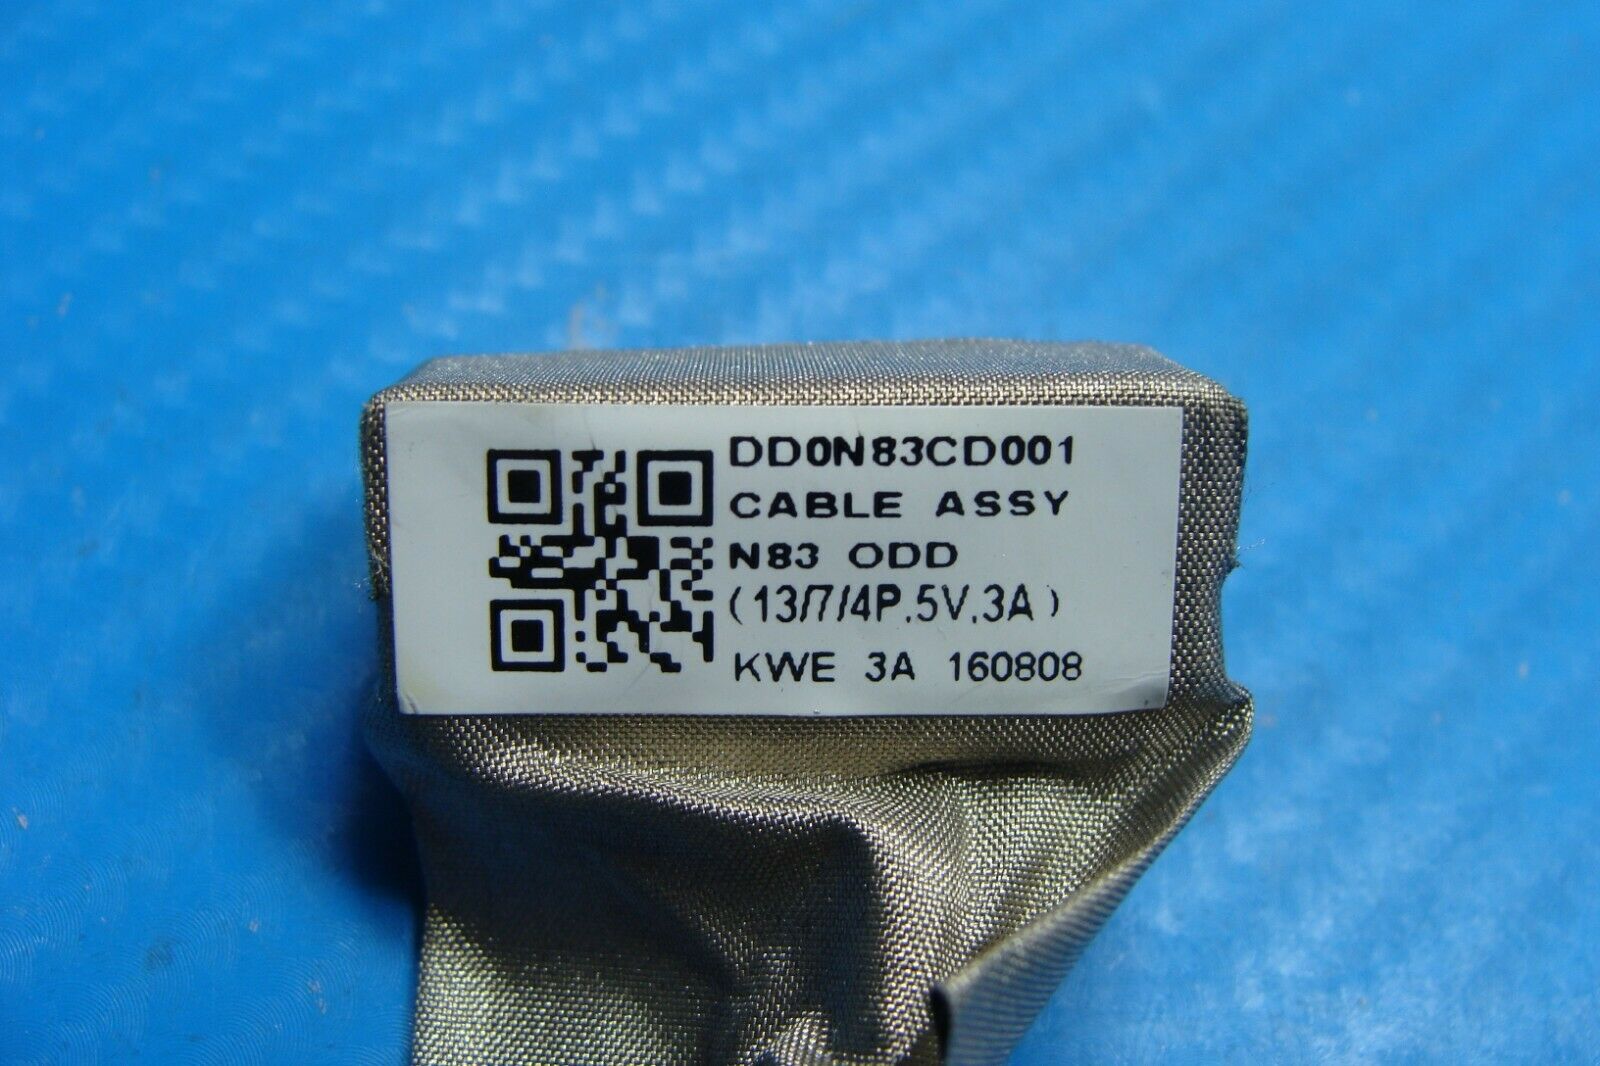 DD0N83CD001
CABLE ASSY
N83 ODD
(13/7/4P,5V,3A)
KWE 3A 160808